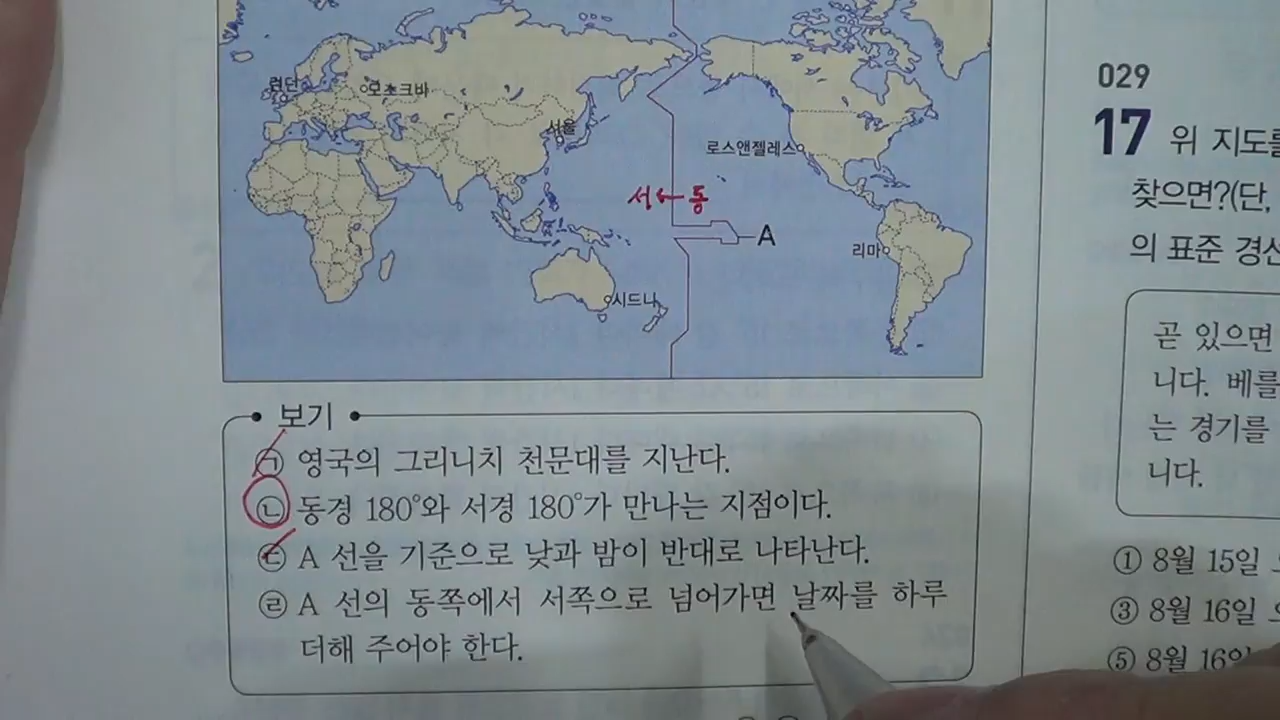 런던
모스크바
서울
로스앤젤레스
서 ← 동
A
리마
시드니
보기
㉠ 영국의 그리니치 천문대를 지난다.
㉡ 동경 180°와 서경 180°가 만나는 지점이다.
㉢ A 선을 기준으로 낮과 밤이 반대로 나타난다.
㉣ A 선의 동쪽에서 서쪽으로 넘어가면 날짜를 하루
더해 주어야 한다.
029
17 위 지도를
찾으면?(단,
의 표준 경선
곧 있으면
니다. 베를
는 경기를
니다.
① 8월 15일
③ 8월 16일
⑤ 8월 16일